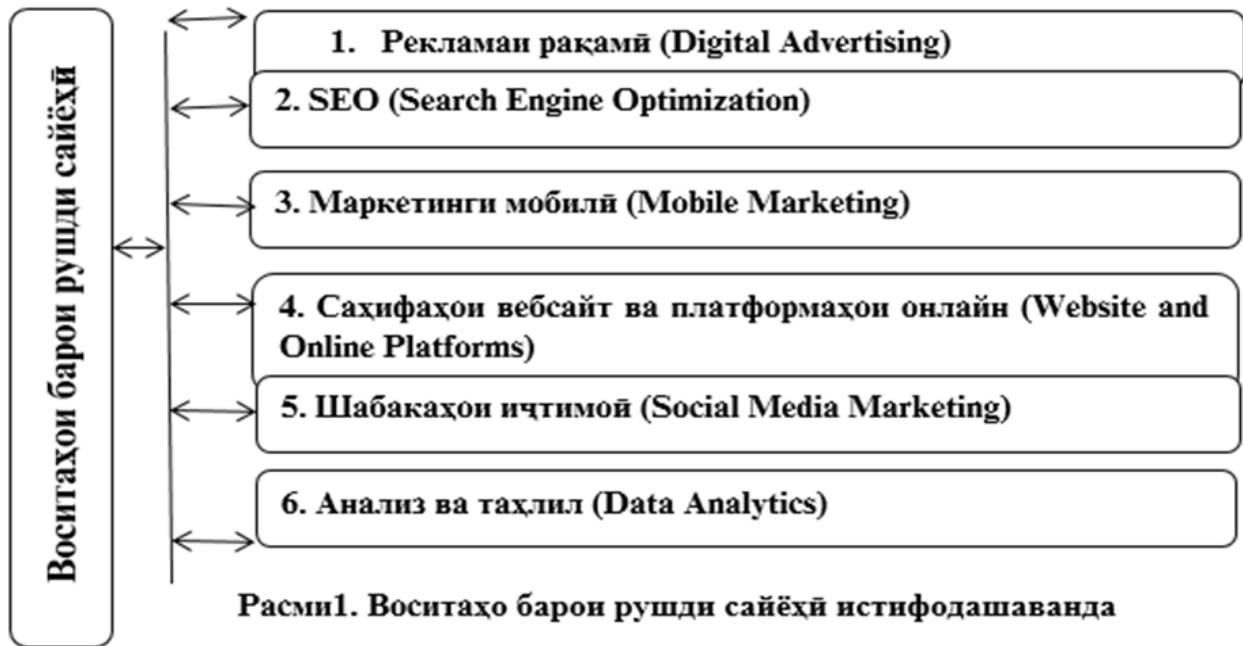 Воситаҳои барои рушди сайёҳӣ
1. Рекламаи рақамӣ (Digital Advertising)
2. SEO (Search Engine Optimization)
3. Маркетинги мобилӣ (Mobile Marketing)
4. Саҳифаҳои вебсайт ва платформаҳои онлайн (Website and
Online Platforms)
5. Шабакаҳои иҷтимоӣ (Social Media Marketing)
6. Анализ ва таҳлил (Data Analytics)
Расми1. Воситаҳо барои рушди сайёҳӣ истифодашаванда